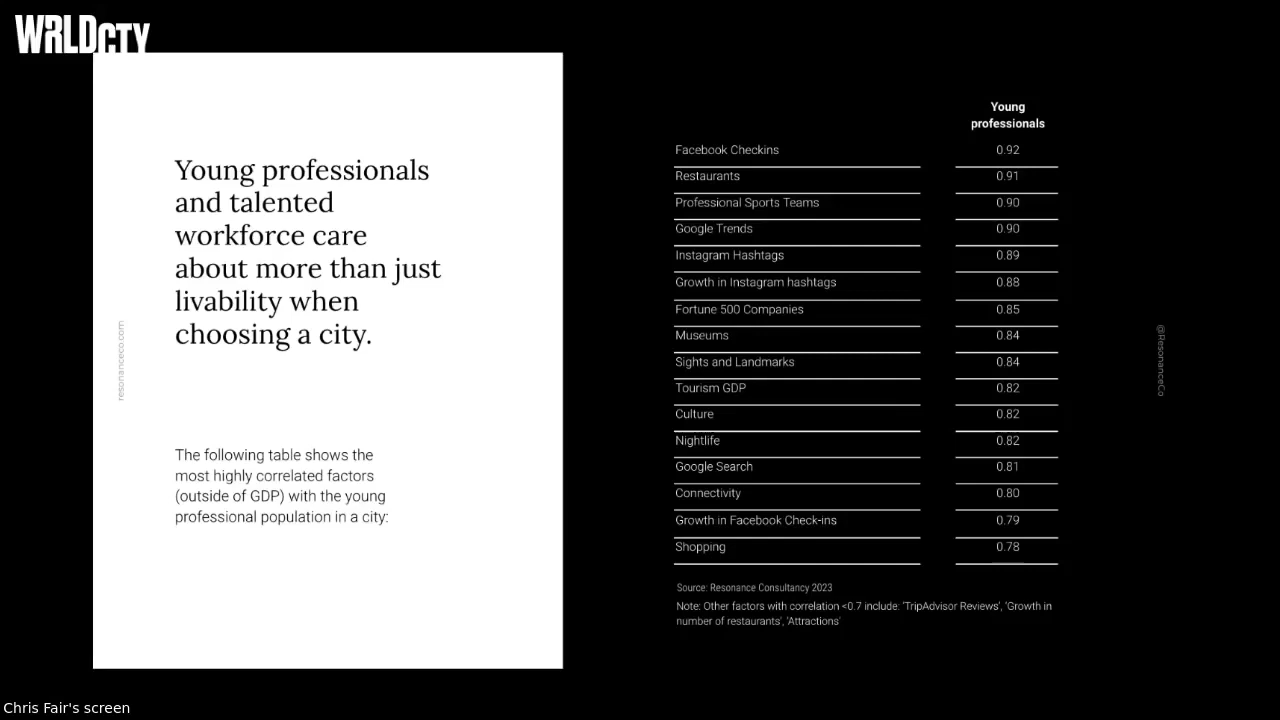 WRLDCTY
Young professionals
and talented
workforce care
about more than just
livability when
choosing a city.
The following table shows the
most highly correlated factors
(outside of GDP) with the young
professional population in a city:
resonanceco.com
Young
professionals
Facebook Checkins 0.92
Restaurants 0.91
Professional Sports Teams 0.90
Google Trends 0.90
Instagram Hashtags 0.89
Growth in Instagram hashtags 0.88
Fortune 500 Companies 0.85
Museums 0.84
Sights and Landmarks 0.84
Tourism GDP 0.82
Culture 0.82
Nightlife 0.82
Google Search 0.81
Connectivity 0.80
Growth in Facebook Check-ins 0.79
Shopping 0.78
Source: Resonance Consultancy 2023
Note: Other factors with correlation <0.7 include: 'TripAdvisor Reviews', 'Growth in
number of restaurants', 'Attractions'
@ResonanceCo
Chris Fair's screen